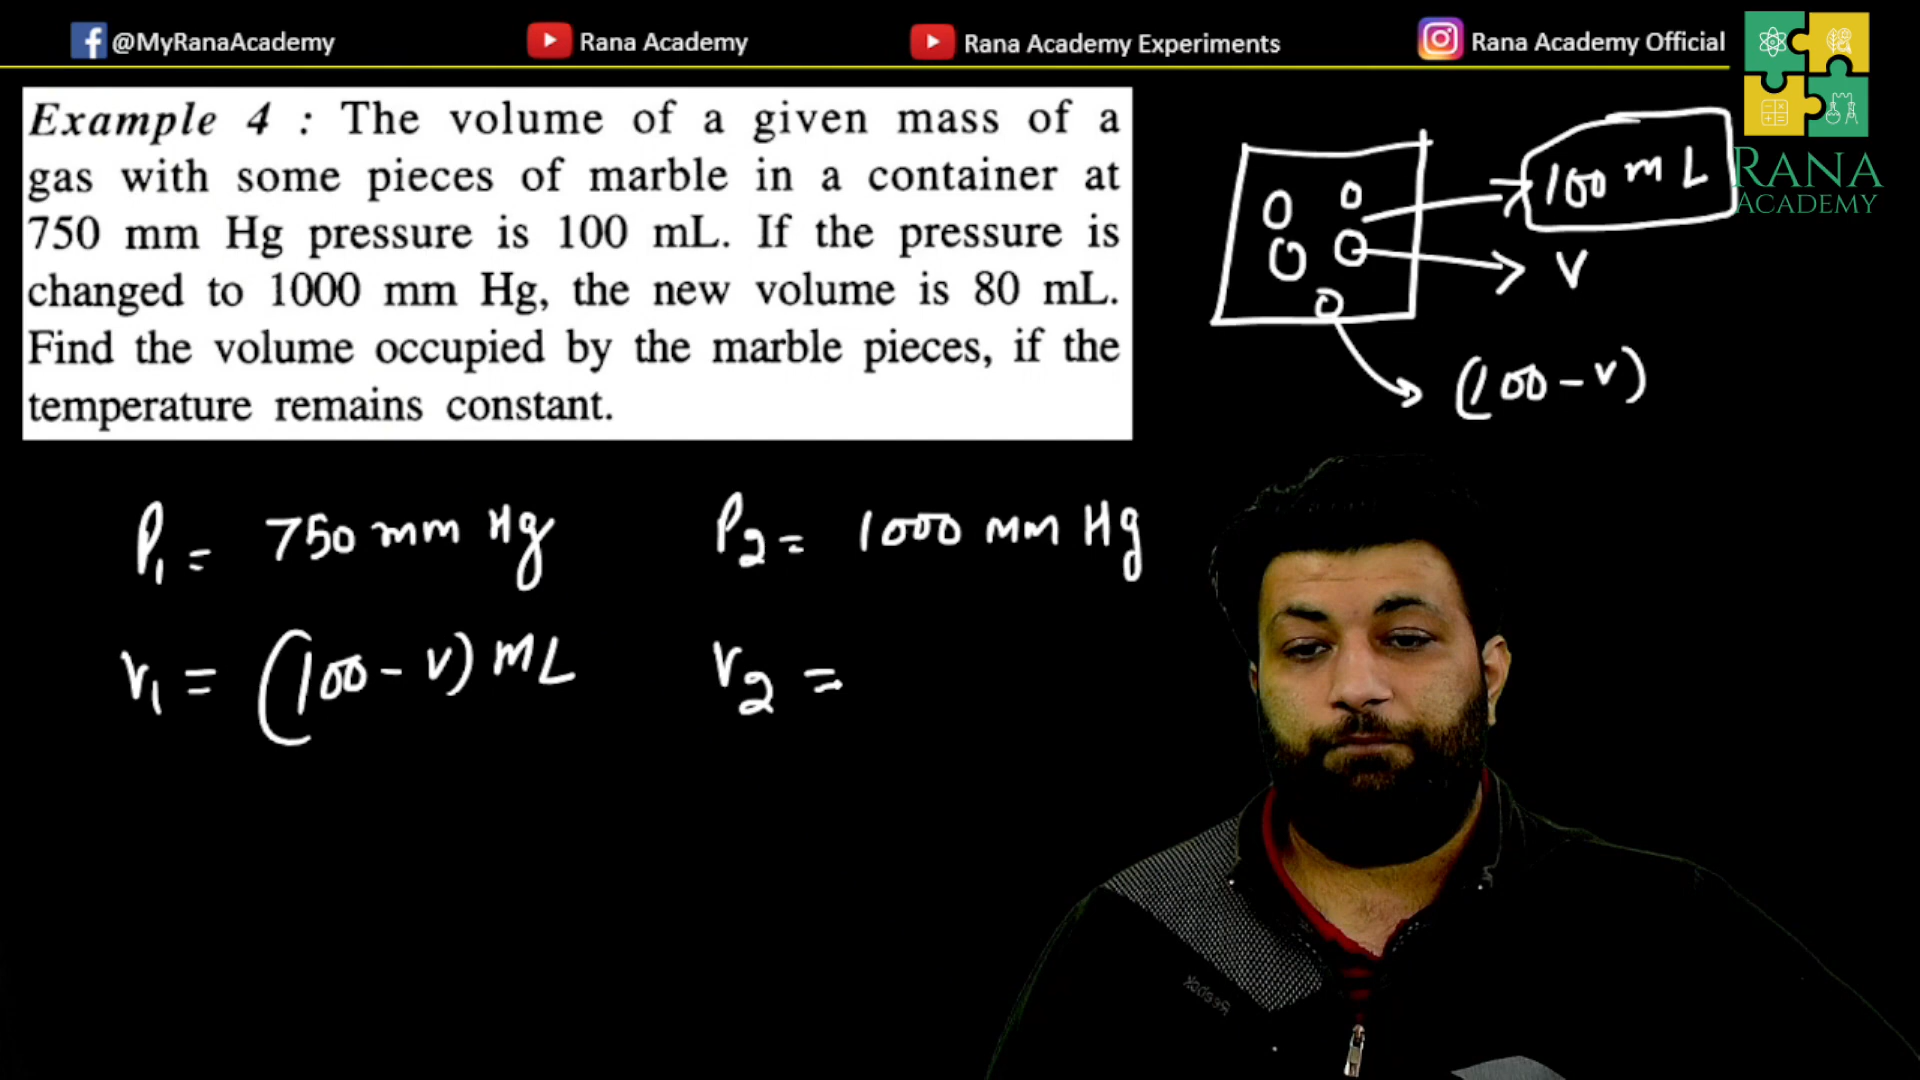 @MyRanaAcademy
Rana Academy
Rana Academy Experiments
Rana Academy Official
RANA
ACADEMY
Example 4 : The volume of a given mass of a
gas with some pieces of marble in a container at
750 mm Hg pressure is 100 mL. If the pressure is
changed to 1000 mm Hg, the new volume is 80 mL.
Find the volume occupied by the marble pieces, if the
temperature remains constant.
100 mL
V
(100-V)
P₁ = 750 mm Hg
P₂ = 1000 mm Hg
V₁ = (100-V) mL
V₂ =
Reebok